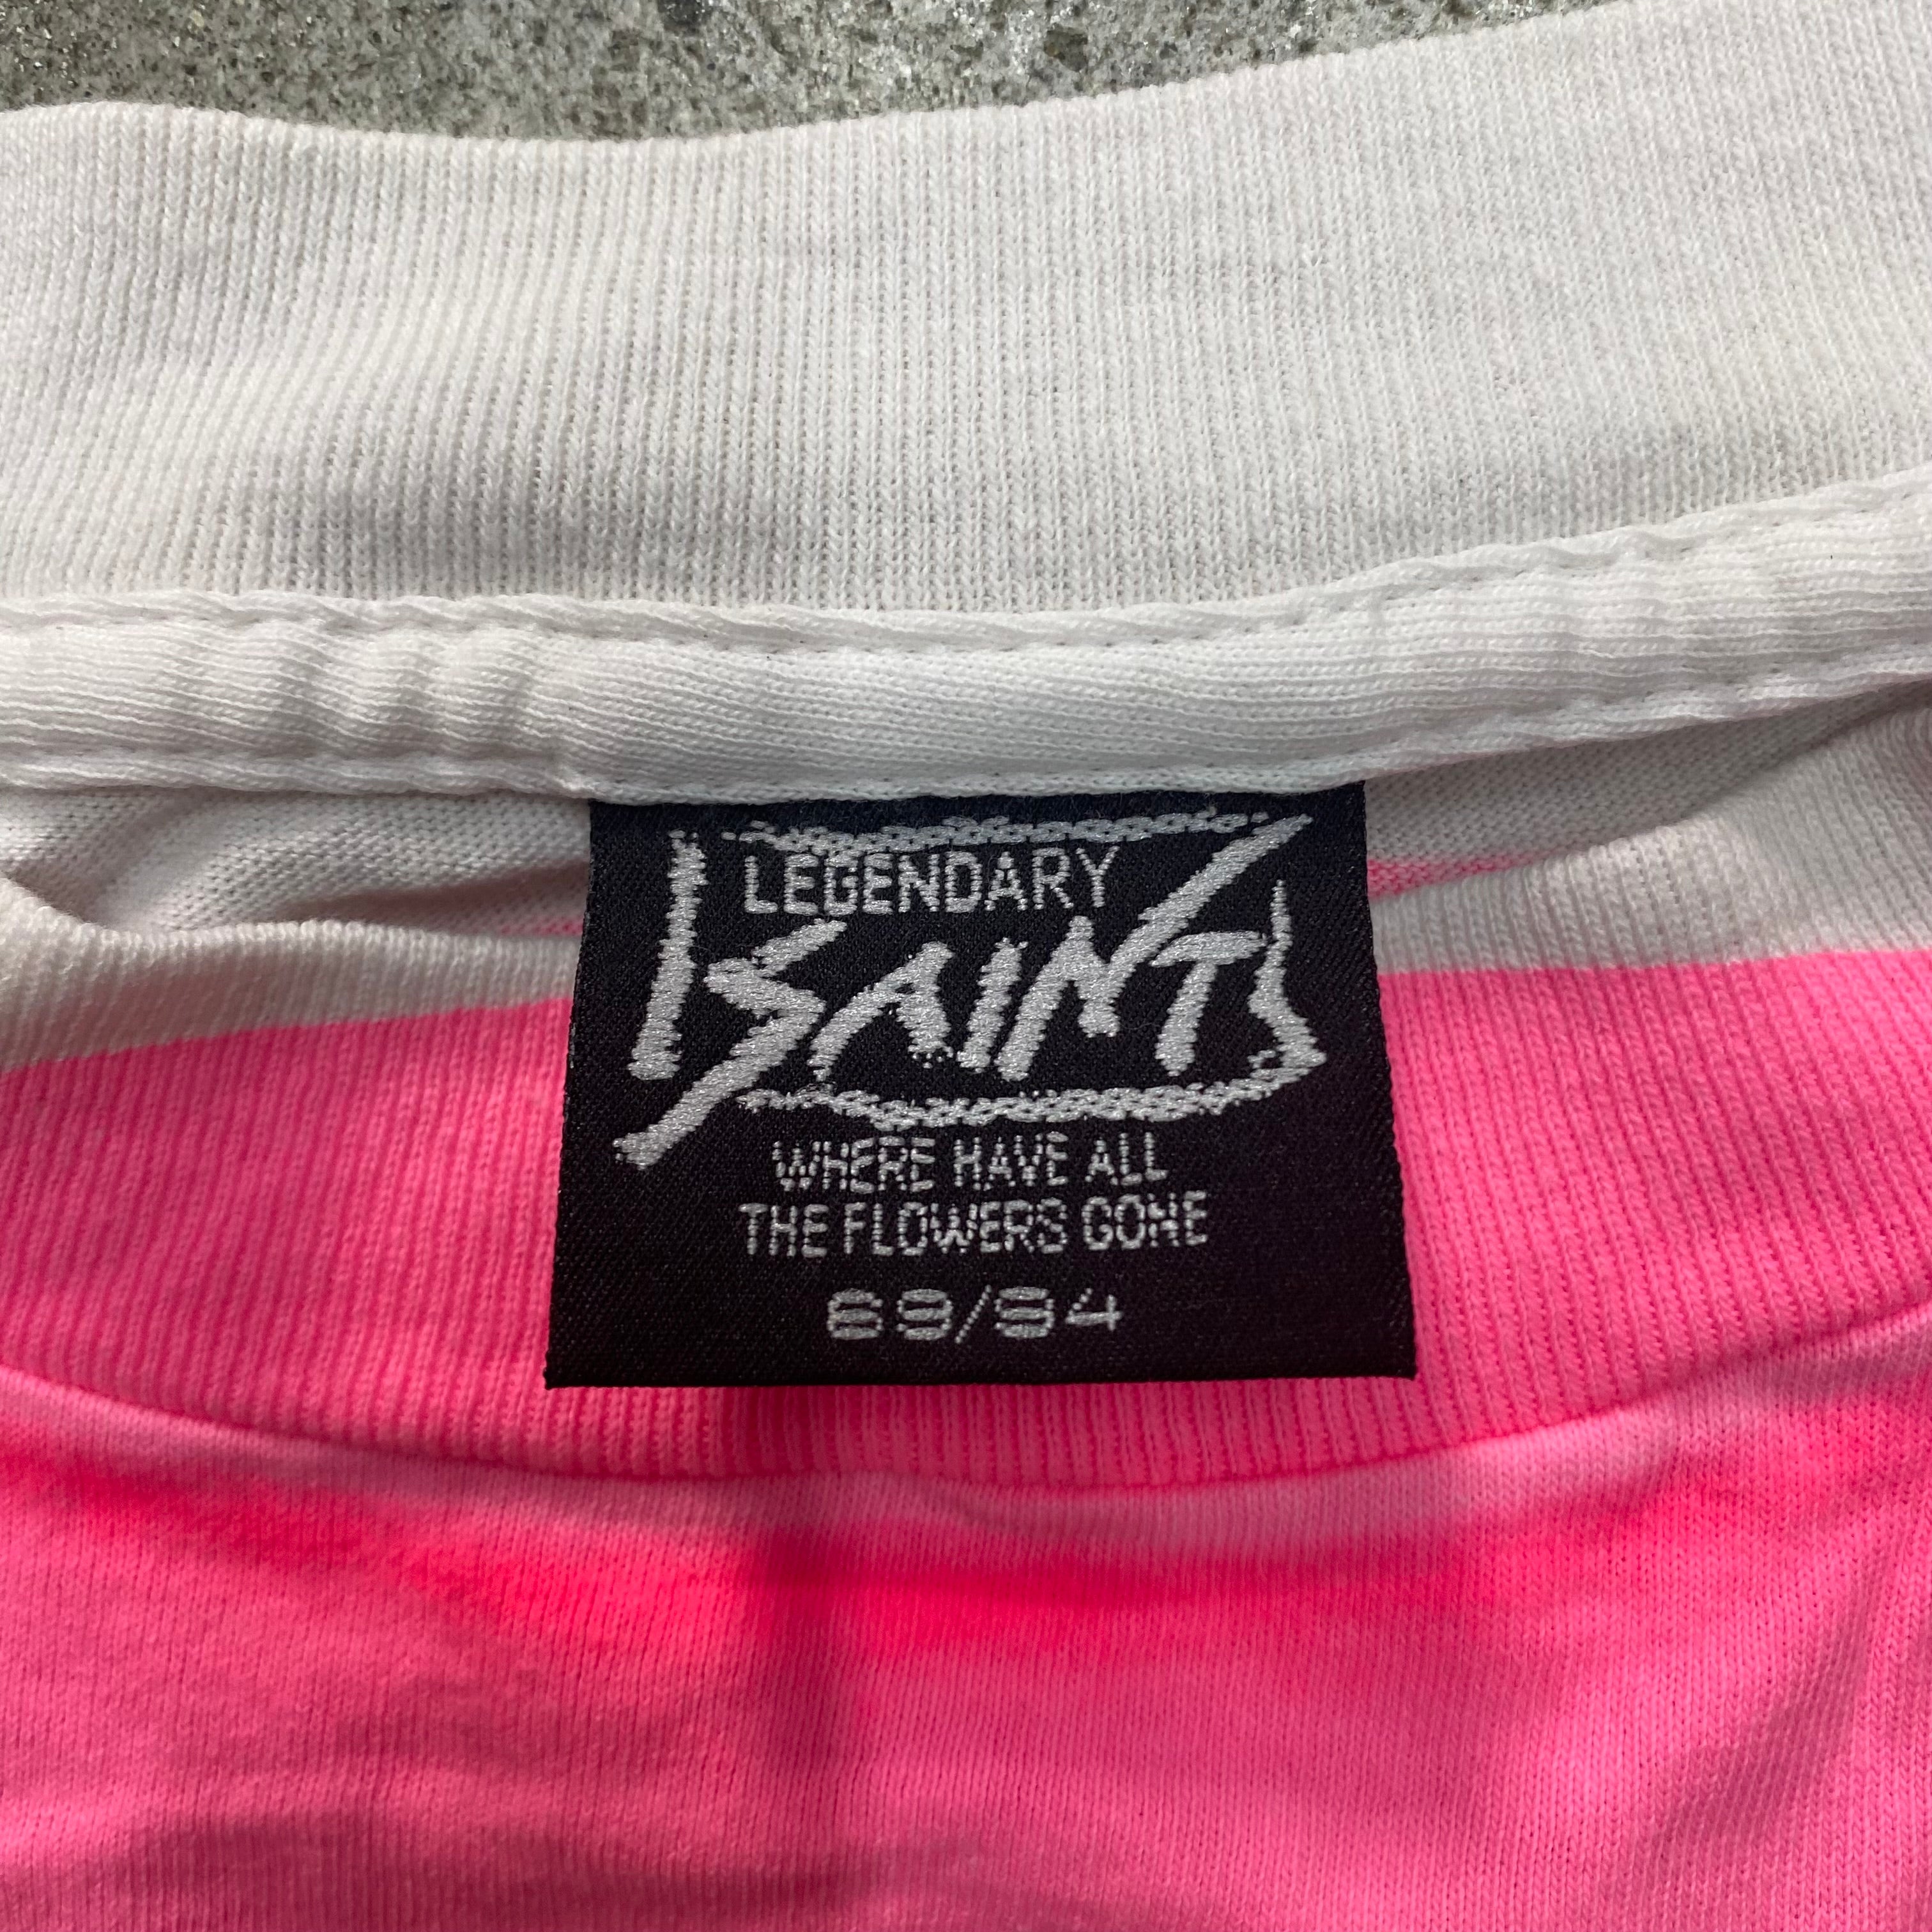 LEGENDARY
SAINTS
WHERE HAVE ALL
THE FLOWERS GONE
69/94